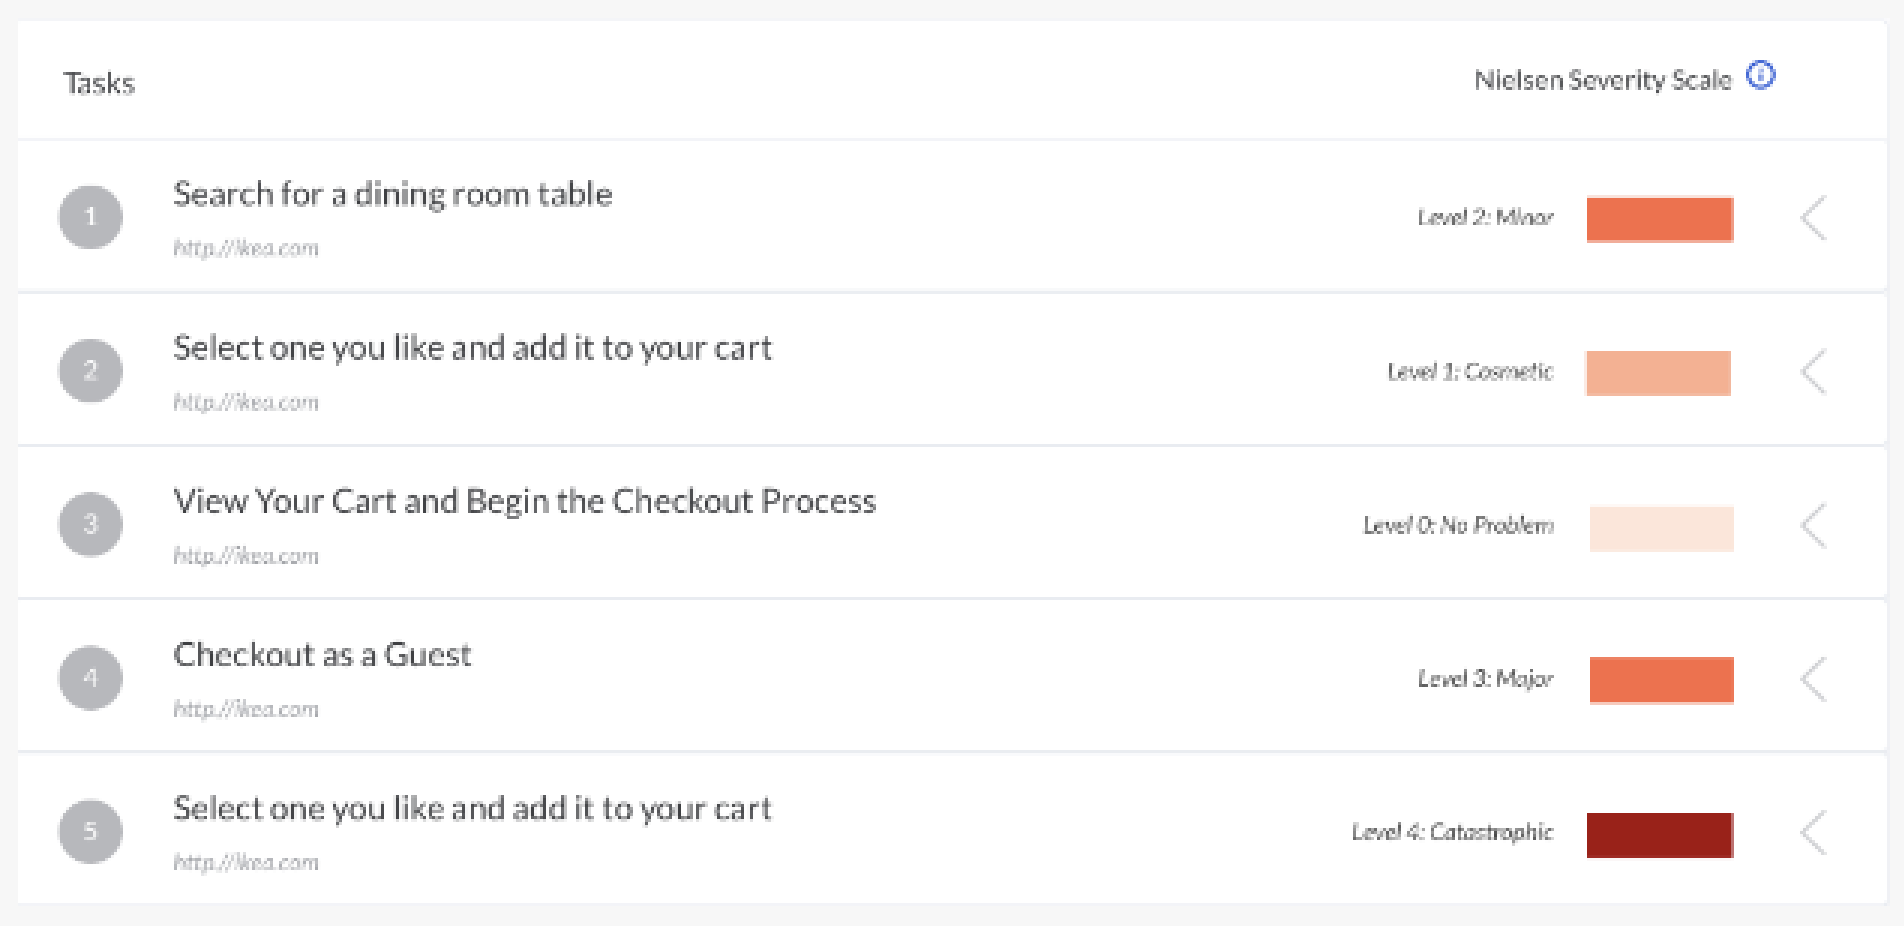 Tasks
Nielsen Severity Scale
1
Search for a dining room table
http://ikea.com
Level 2: Minor
2
Select one you like and add it to your cart
http://ikea.com
Level 1: Cosmetic
3
View Your Cart and Begin the Checkout Process
http://ikea.com
Level 0: No Problem
4
Checkout as a Guest
http://ikea.com
Level 3: Major
5
Select one you like and add it to your cart
http://ikea.com
Level 4: Catastrophic